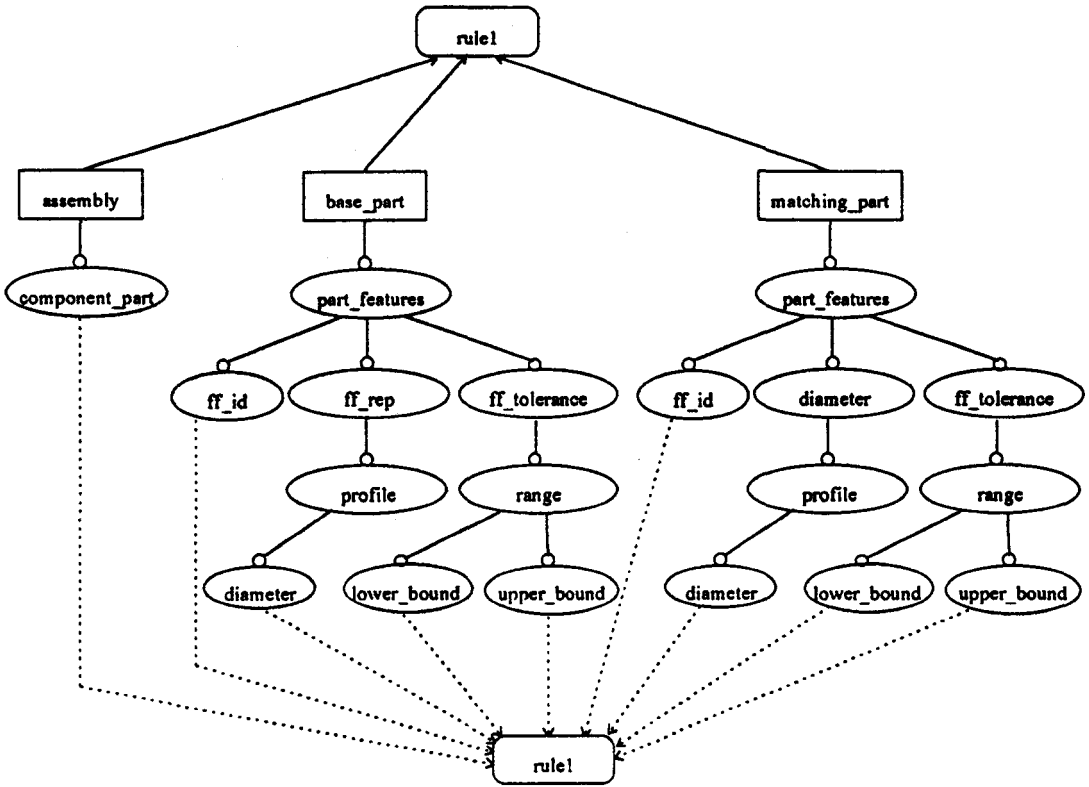 rule1
assembly
base_part
matching_part
component_part
part_features
part_features
ff_id
ff_rep
ff_tolerance
ff_id
diameter
ff_tolerance
profile
range
profile
range
diameter
lower_bound
upper_bound
diameter
lower_bound
upper_bound
rule1